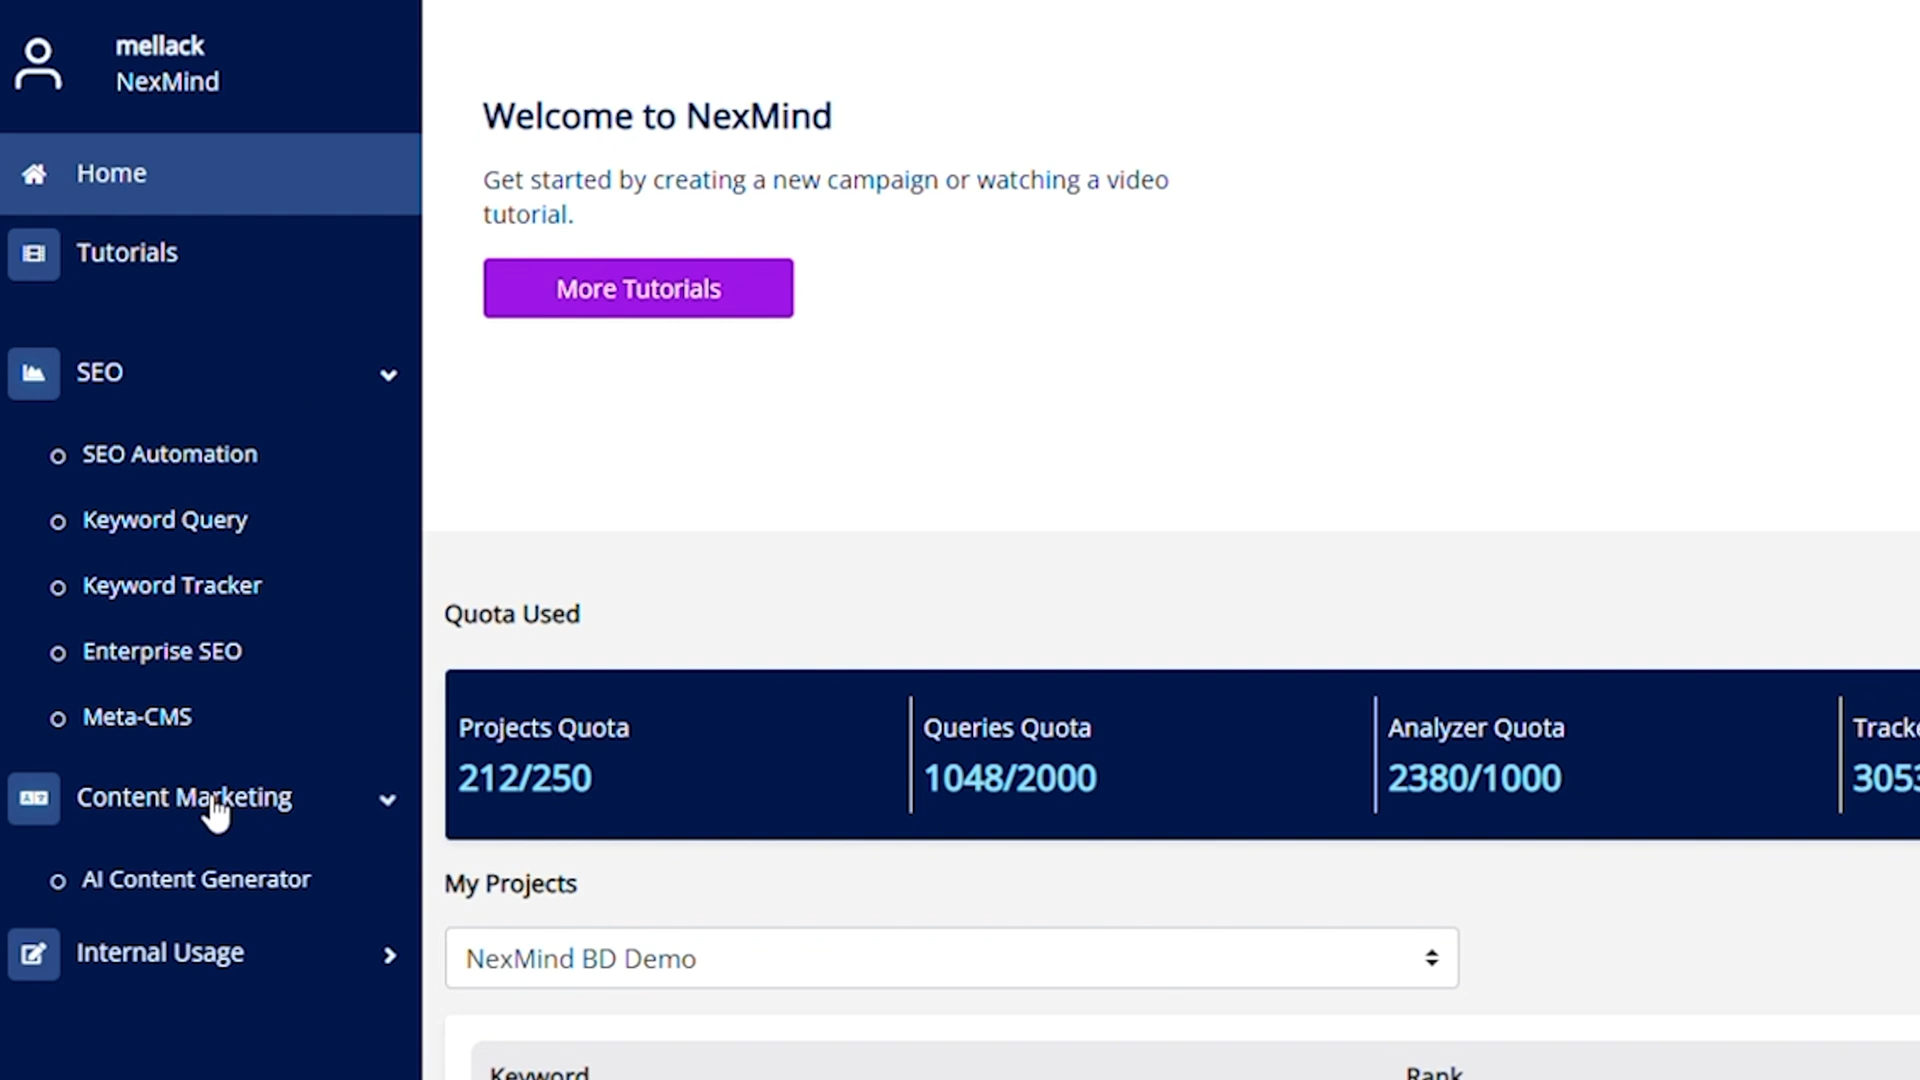 mellack
NexMind
Home
Tutorials
SEO
SEO Automation
Keyword Query
Keyword Tracker
Enterprise SEO
Meta-CMS
Content Marketing
AI Content Generator
Internal Usage
Welcome to NexMind
Get started by creating a new campaign or watching a video
tutorial.
More Tutorials
Quota Used
Projects Quota
212/250
Queries Quota
1048/2000
Analyzer Quota
2380/1000
My Projects
NexMind BD Demo
Keyword
Rank